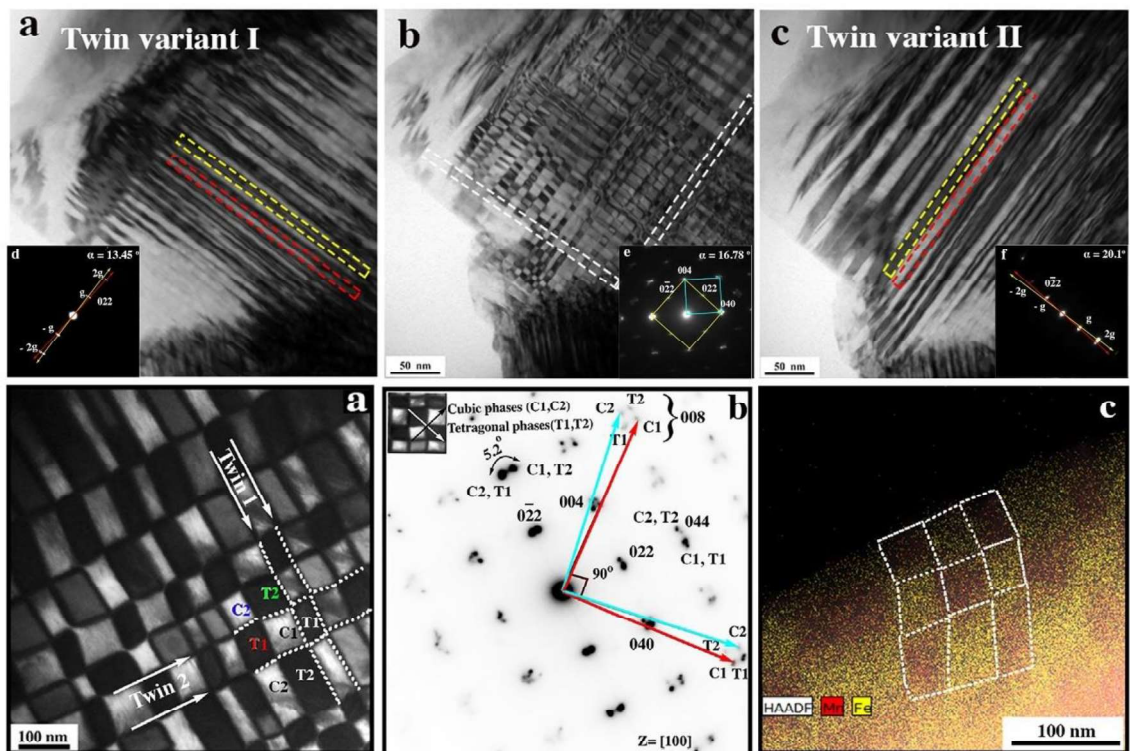 a
Twin variant I
d
α = 13.45 °
2g
g
022
- g
- 2g
b
50 nm
e
α = 16.78 °
004
02̄2
022
040
c
Twin variant II
50 nm
f
α = 20.1°
02̄2
- 2g
- g
g
2g
a
Twin 1
T2
C2
T1
C1
T1
T2
C2
Twin 2
100 nm
b
Cubic phases (C1,C2)
Tetragonal phases(T1,T2)
C2
T2
T1
C1
008
5.2°
C1, T2
C2, T1
004
02̄2
C2, T2
044
C1, T1
022
90°
040
C2
T2
C1
T1
Z= [100]
c
HAADF
Mn
Fe
100 nm